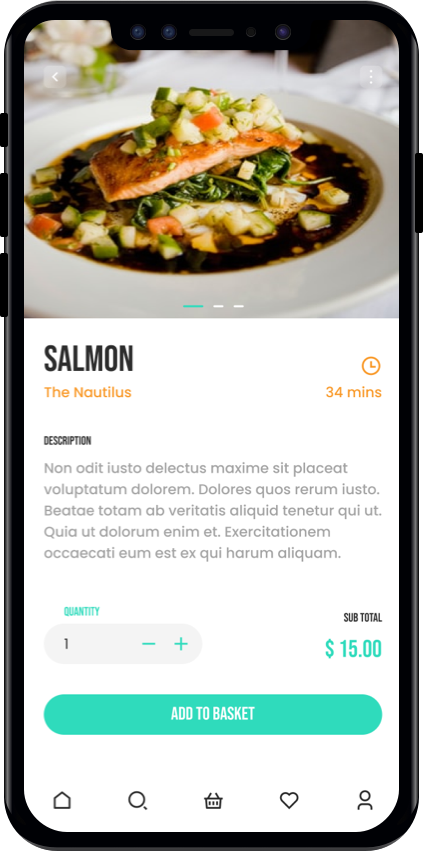 SALMON
The Nautilus
34 mins
DESCRIPTION
Non odit iusto delectus maxime sit placeat
voluptatum dolorem. Dolores quos rerum iusto.
Beatae totam ab veritatis aliquid tenetur qui ut.
Quia ut dolorum enim et. Exercitationem
occaecati eum est ex qui harum aliquam.
QUANTITY
SUB TOTAL
1
$ 15.00
ADD TO BASKET